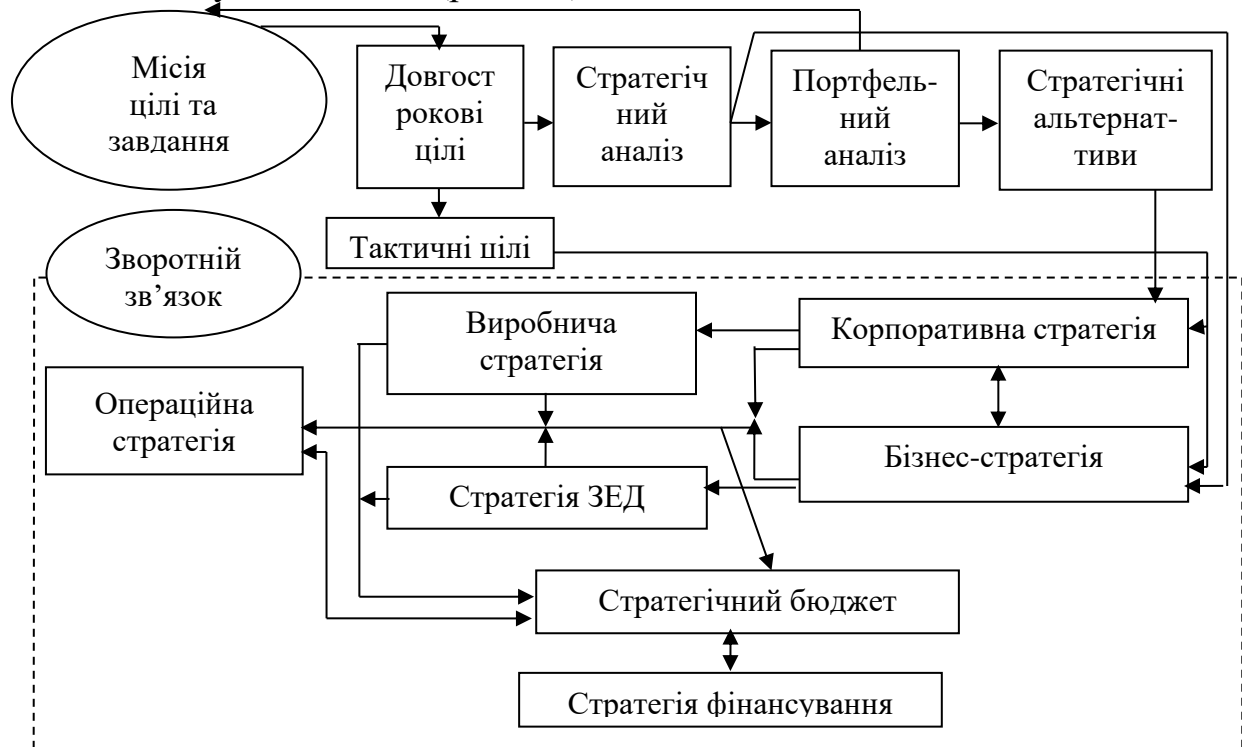 Місія
цілі та
завдання
Довгост
рокові
цілі
Стратегіч
ний
аналіз
Портфель-
ний
аналіз
Стратегічні
альтернат-
тиви
Тактичні цілі
Зворотній
зв’язок
Виробнича
стратегія
Корпоративна стратегія
Операційна
стратегія
Бізнес-стратегія
Стратегія ЗЕД
Стратегічний бюджет
Стратегія фінансування